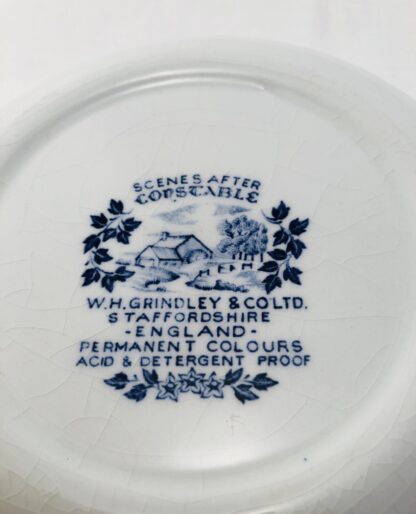 SCENES AFTER
CONSTABLE
W.H. GRINDLEY & CO LTD.
STAFFORDSHIRE
-ENGLAND-
PERMANENT COLOURS
ACID & DETERGENT PROOF